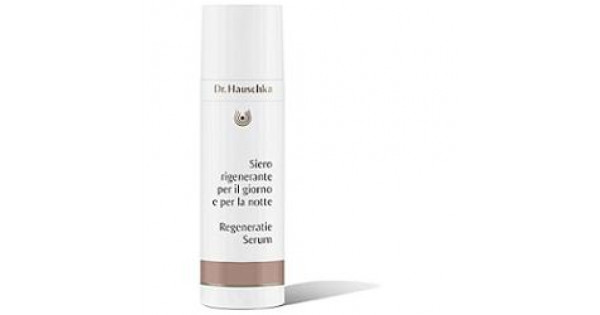 Dr. Hauschka
Siero
rigenerante
per il giorno
e per la notte
Regeneratie
Serum